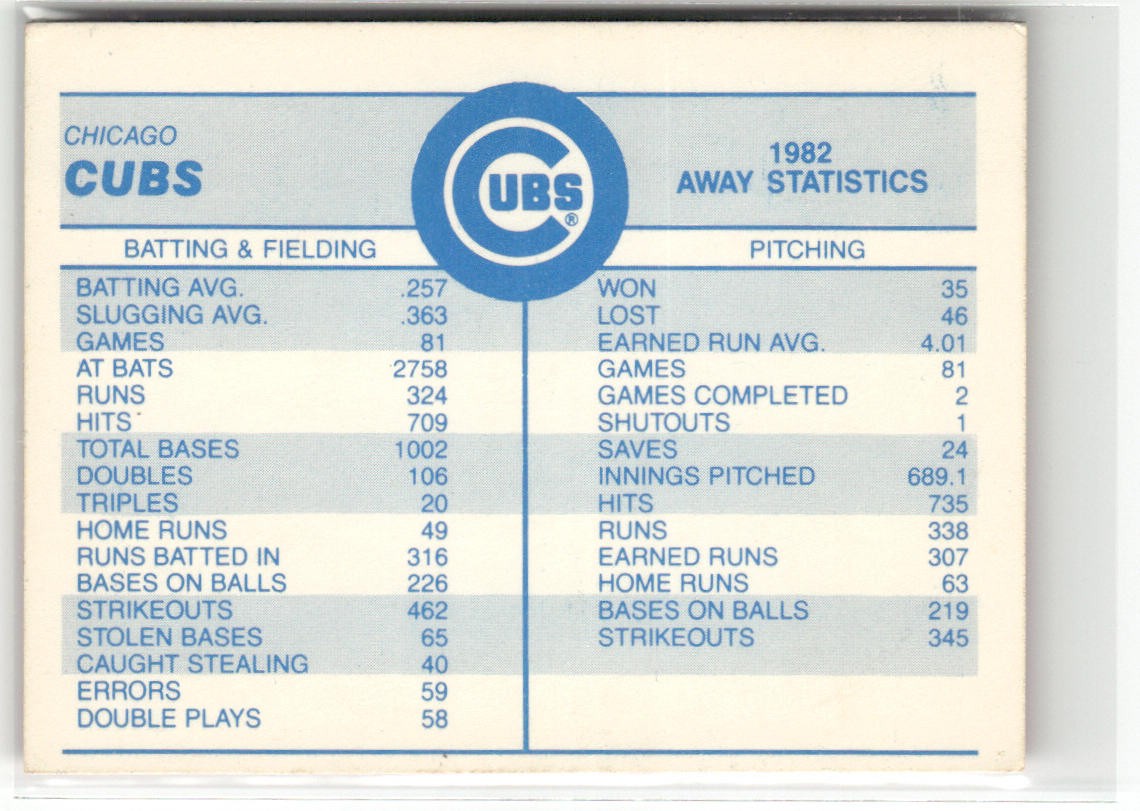 CHICAGO
CUBS
CUBS®
1982
AWAY STATISTICS
BATTING & FIELDING
BATTING AVG. .257
SLUGGING AVG. .363
GAMES 81
AT BATS 2758
RUNS 324
HITS 709
TOTAL BASES 1002
DOUBLES 106
TRIPLES 20
HOME RUNS 49
RUNS BATTED IN 316
BASES ON BALLS 226
STRIKEOUTS 462
STOLEN BASES 65
CAUGHT STEALING 40
ERRORS 59
DOUBLE PLAYS 58
PITCHING
WON 35
LOST 46
EARNED RUN AVG. 4.01
GAMES 81
GAMES COMPLETED 2
SHUTOUTS 1
SAVES 24
INNINGS PITCHED 689.1
HITS 735
RUNS 338
EARNED RUNS 307
HOME RUNS 63
BASES ON BALLS 219
STRIKEOUTS 345